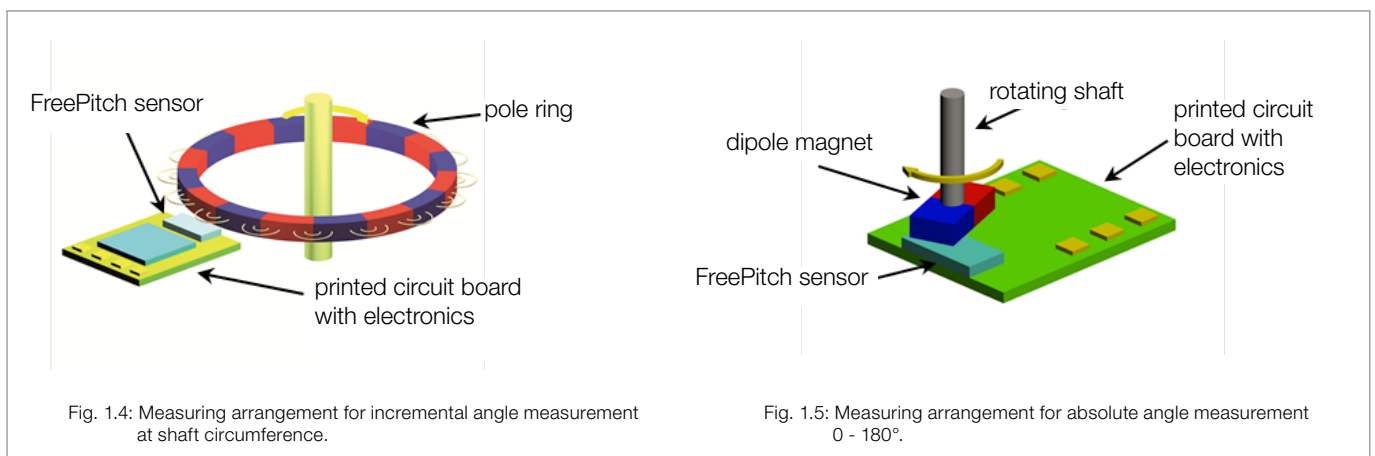 FreePitch sensor
pole ring
printed circuit board
with electronics
Fig. 1.4: Measuring arrangement for incremental angle measurement
at shaft circumference.
rotating shaft
printed circuit
board with
electronics
dipole magnet
FreePitch sensor
Fig. 1.5: Measuring arrangement for absolute angle measurement
0 - 180°.